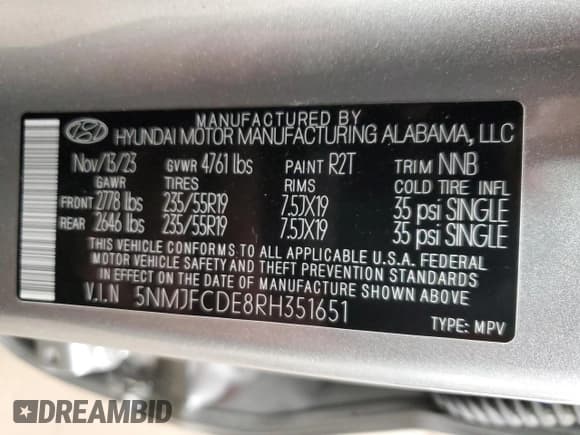 MANUFACTURED BY
HYUNDAI MOTOR MANUFACTURING ALABAMA, LLC
Nov/13/23 GVWR 4761 lbs PAINT R2T TRIM NNB
GAWR TIRES RIMS COLD TIRE INFL
FRONT 2778 lbs 235/55R19 7.5JX19 35 psi SINGLE
REAR 2646 lbs 235/55R19 7.5JX19 35 psi SINGLE
THIS VEHICLE CONFORMS TO ALL APPLICABLE U.S.A. FEDERAL
MOTOR VEHICLE SAFETY AND THEFT PREVENTION STANDARDS
IN EFFECT ON THE DATE OF MANUFACTURE SHOWN ABOVE
V.I.N 5NMJFCDE8RH351651
TYPE: MPV
DREAMBID